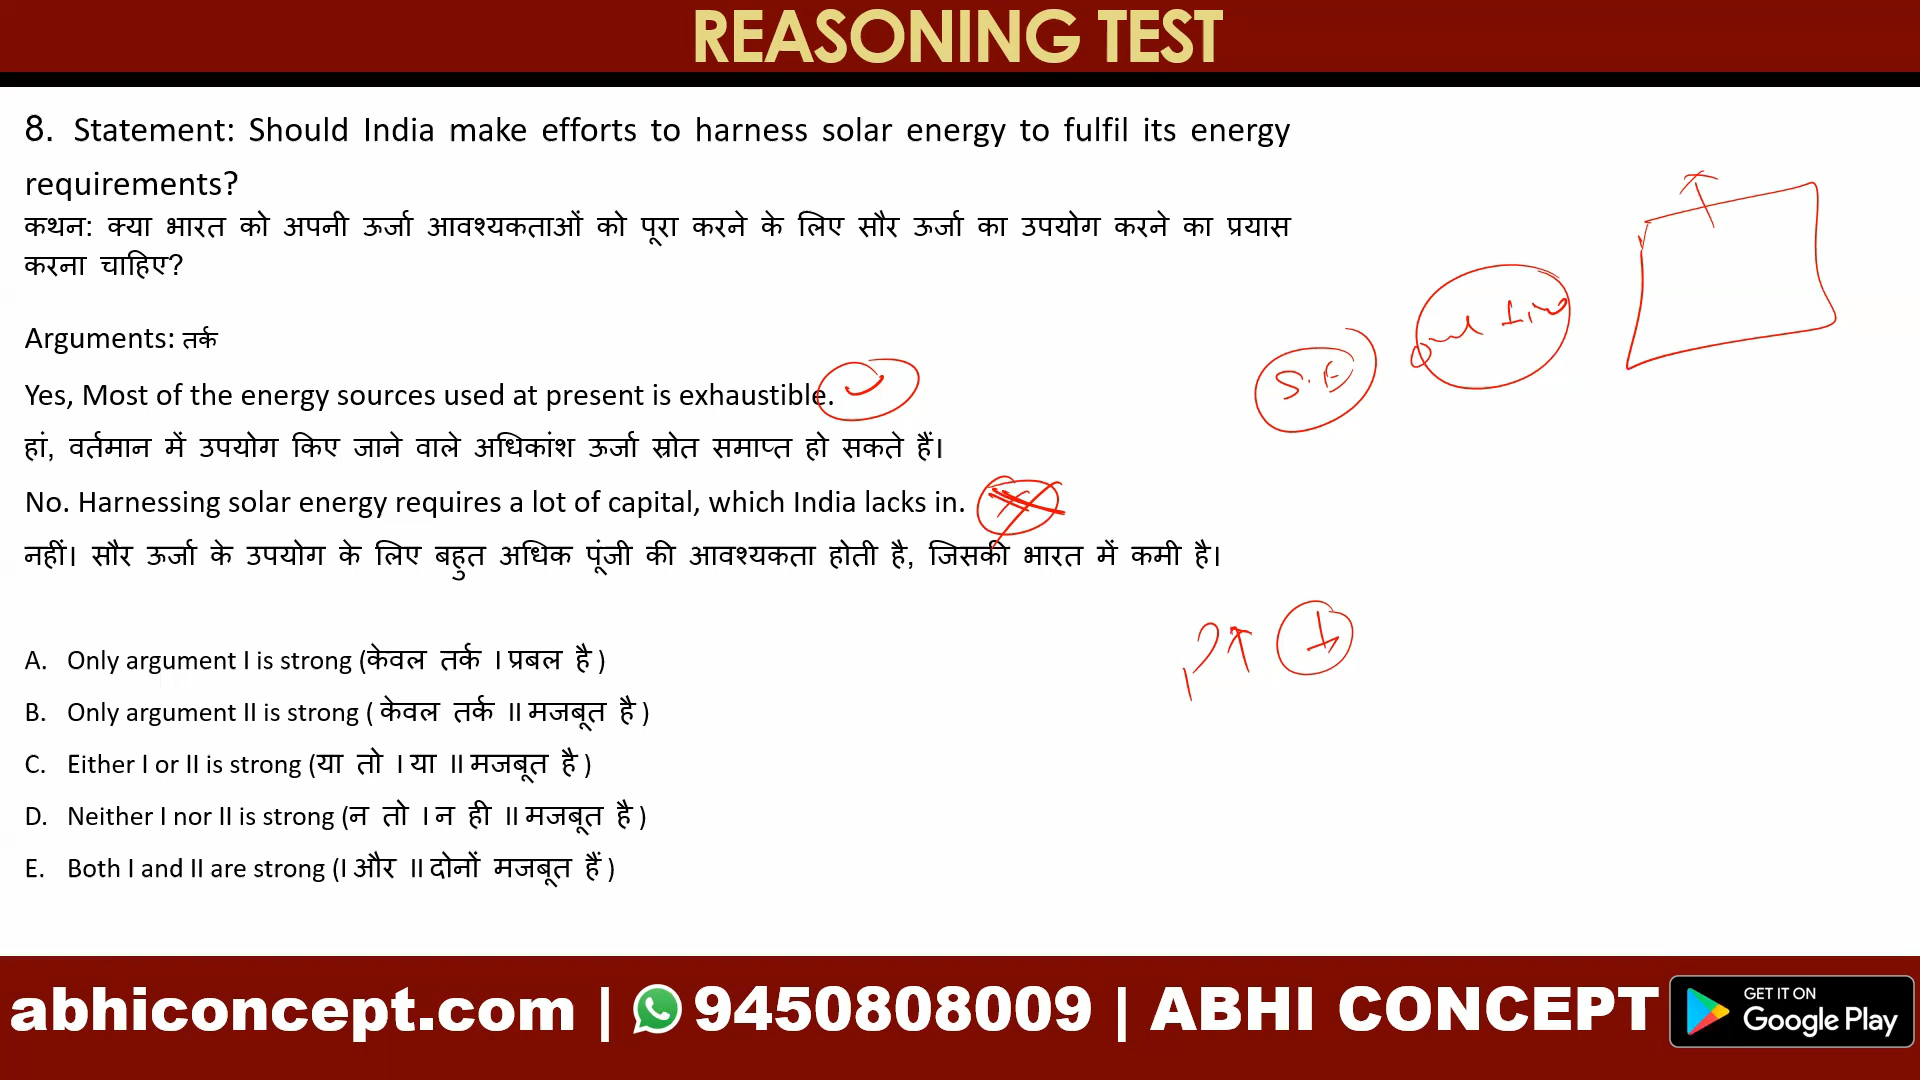 REASONING TEST
8. Statement: Should India make efforts to harness solar energy to fulfil its energy
requirements?
कथन: क्या भारत को अपनी ऊर्जा आवश्यकताओं को पूरा करने के लिए सौर ऊर्जा का उपयोग करने का प्रयास
करना चाहिए?
Arguments: तर्क
Yes, Most of the energy sources used at present is exhaustible.
हां, वर्तमान में उपयोग किए जाने वाले अधिकांश ऊर्जा स्रोत समाप्त हो सकते हैं।
No. Harnessing solar energy requires a lot of capital, which India lacks in.
नहीं। सौर ऊर्जा के उपयोग के लिए बहुत अधिक पूंजी की आवश्यकता होती है, जिसकी भारत में कमी है।
A. Only argument I is strong (केवल तर्क I प्रबल है )
B. Only argument II is strong ( केवल तर्क II मजबूत है )
C. Either I or II is strong (या तो I या II मजबूत है )
D. Neither I nor II is strong (न तो I न ही II मजबूत है )
E. Both I and II are strong (I और II दोनों मजबूत हैं )
S.E
abhiconcept.com | 9450808009 | ABHI CONCEPT
GET IT ON
Google Play